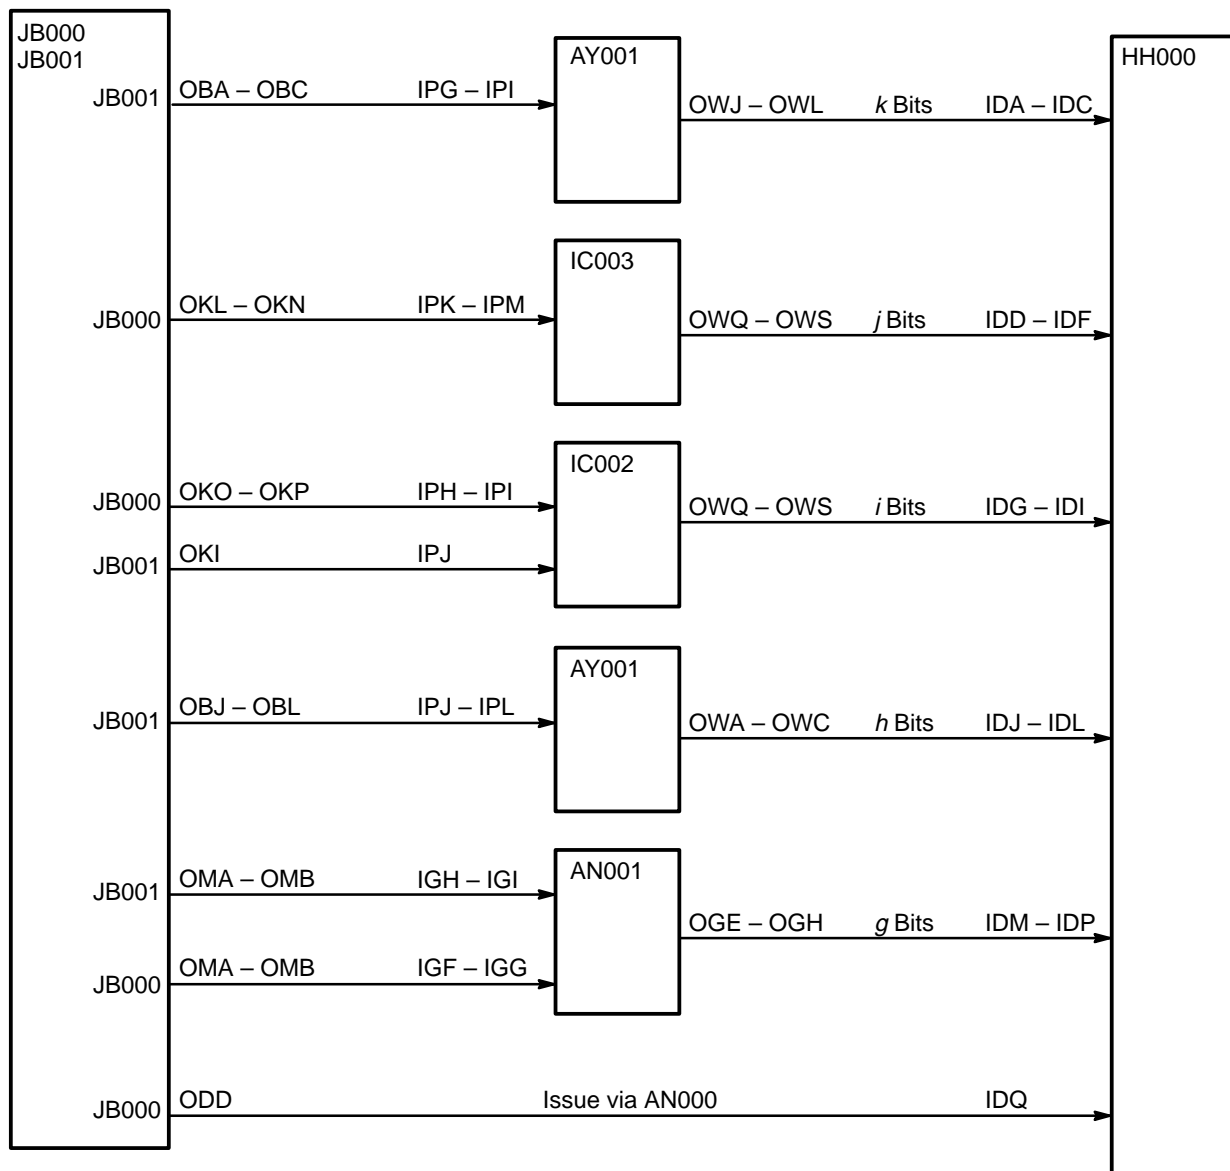 JB000
JB001
AY001
HH000
JB001 OBA – OBC IPG – IPI
OWJ – OWL k Bits IDA – IDC
IC003
JB000 OKL – OKN IPK – IPM
OWQ – OWS j Bits IDD – IDF
IC002
JB000 OKO – OKP IPH – IPI
OWQ – OWS i Bits IDG – IDI
JB001 OKI IPJ
AY001
JB001 OBJ – OBL IPJ – IPL
OWA – OWC h Bits IDJ – IDL
AN001
JB001 OMA – OMB IGH – IGI
OGE – OGH g Bits IDM – IDP
JB000 OMA – OMB IGF – IGG
JB000 ODD Issue via AN000 IDQ